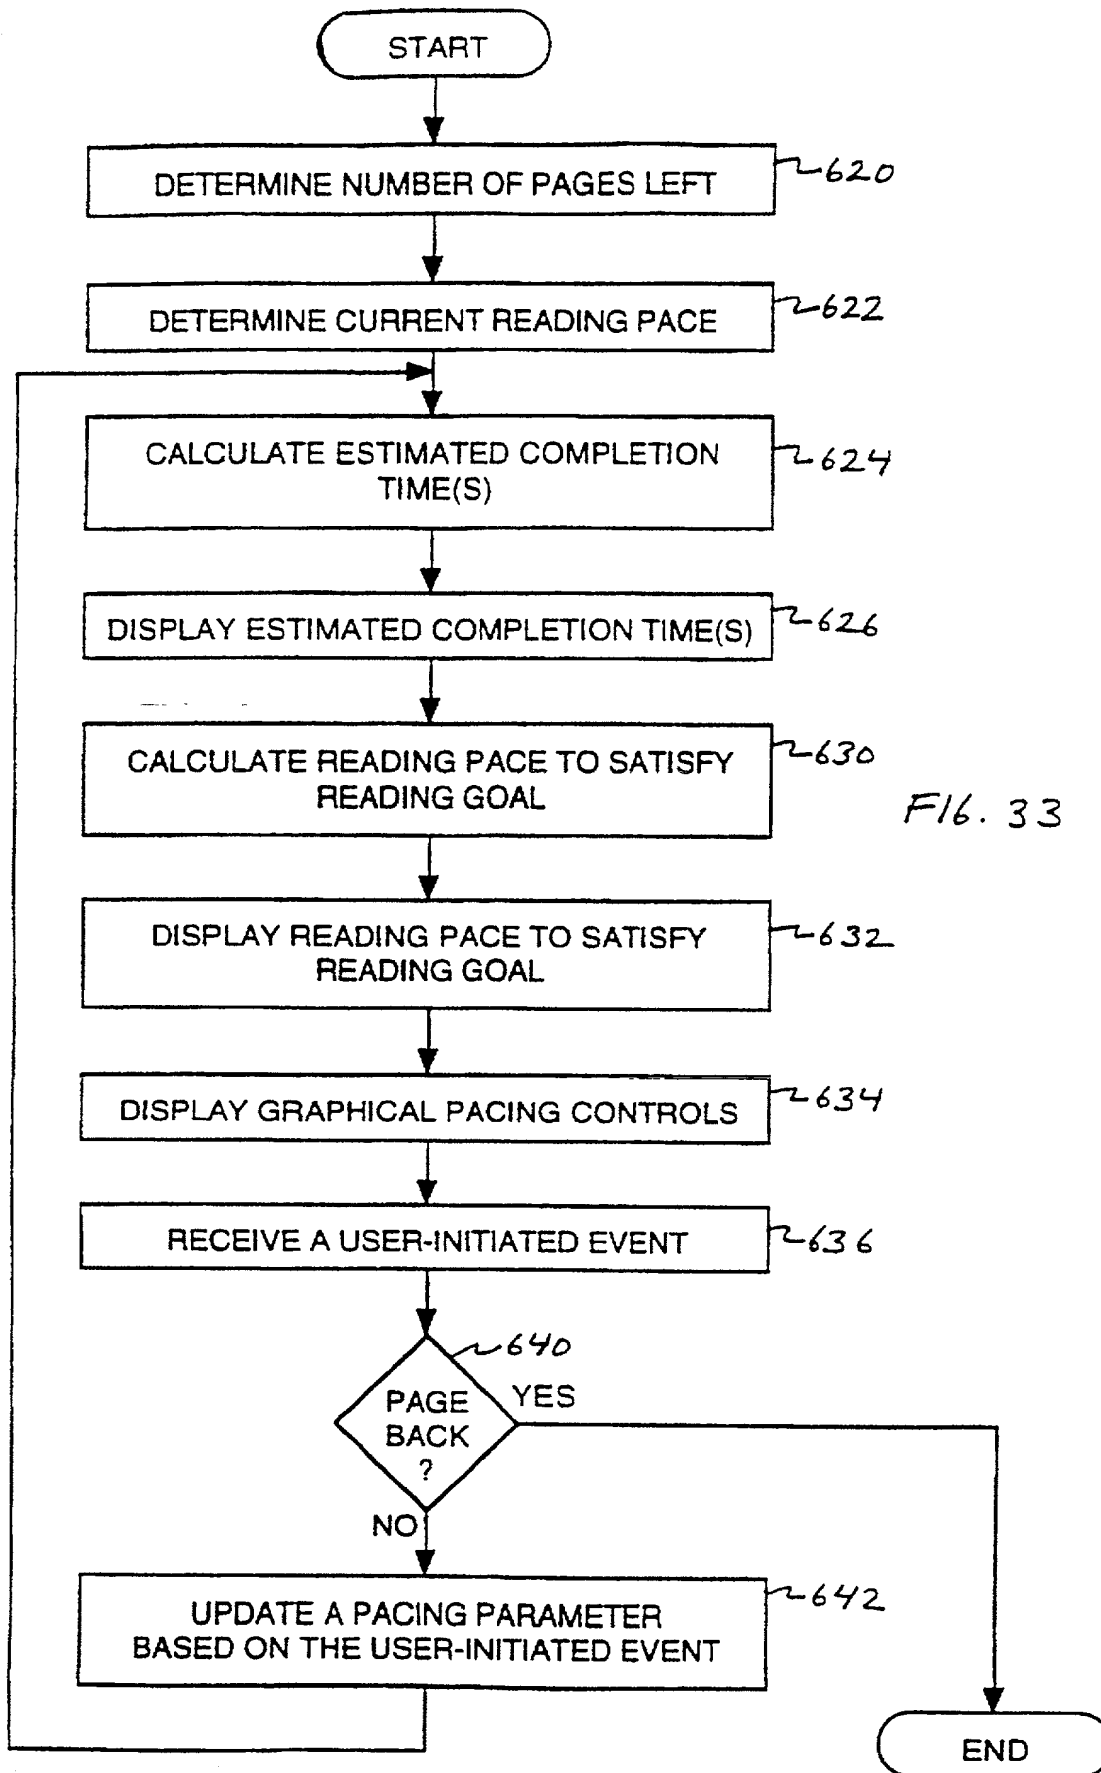 START
DETERMINE NUMBER OF PAGES LEFT
620
DETERMINE CURRENT READING PACE
622
CALCULATE ESTIMATED COMPLETION
TIME(S)
624
DISPLAY ESTIMATED COMPLETION TIME(S)
626
CALCULATE READING PACE TO SATISFY
READING GOAL
630
FIG. 33
DISPLAY READING PACE TO SATISFY
READING GOAL
632
DISPLAY GRAPHICAL PACING CONTROLS
634
RECEIVE A USER-INITIATED EVENT
636
640
PAGE
BACK
?
YES
NO
UPDATE A PACING PARAMETER
BASED ON THE USER-INITIATED EVENT
642
END